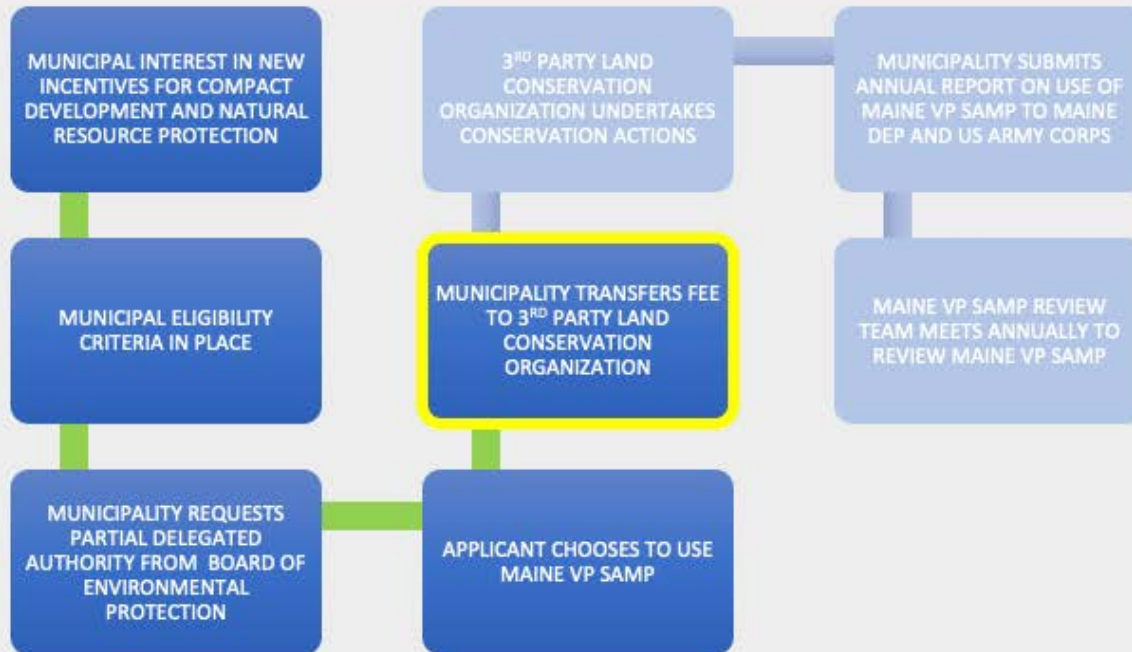 MUNICIPAL INTEREST IN NEW
INCENTIVES FOR COMPACT
DEVELOPMENT AND NATURAL
RESOURCE PROTECTION
MUNICIPAL ELIGIBILITY
CRITERIA IN PLACE
MUNICIPALITY REQUESTS
PARTIAL DELEGATED
AUTHORITY FROM BOARD OF
ENVIRONMENTAL
PROTECTION
APPLICANT CHOOSES TO USE
MAINE VP SAMP
MUNICIPALITY TRANSFERS FEE
TO 3RD PARTY LAND
CONSERVATION
ORGANIZATION
3RD PARTY LAND
CONSERVATION
ORGANIZATION UNDERTAKES
CONSERVATION ACTIONS
MUNICIPALITY SUBMITS
ANNUAL REPORT ON USE OF
MAINE VP SAMP TO MAINE
DEP AND US ARMY CORPS
MAINE VP SAMP REVIEW
TEAM MEETS ANNUALLY TO
REVIEW MAINE VP SAMP